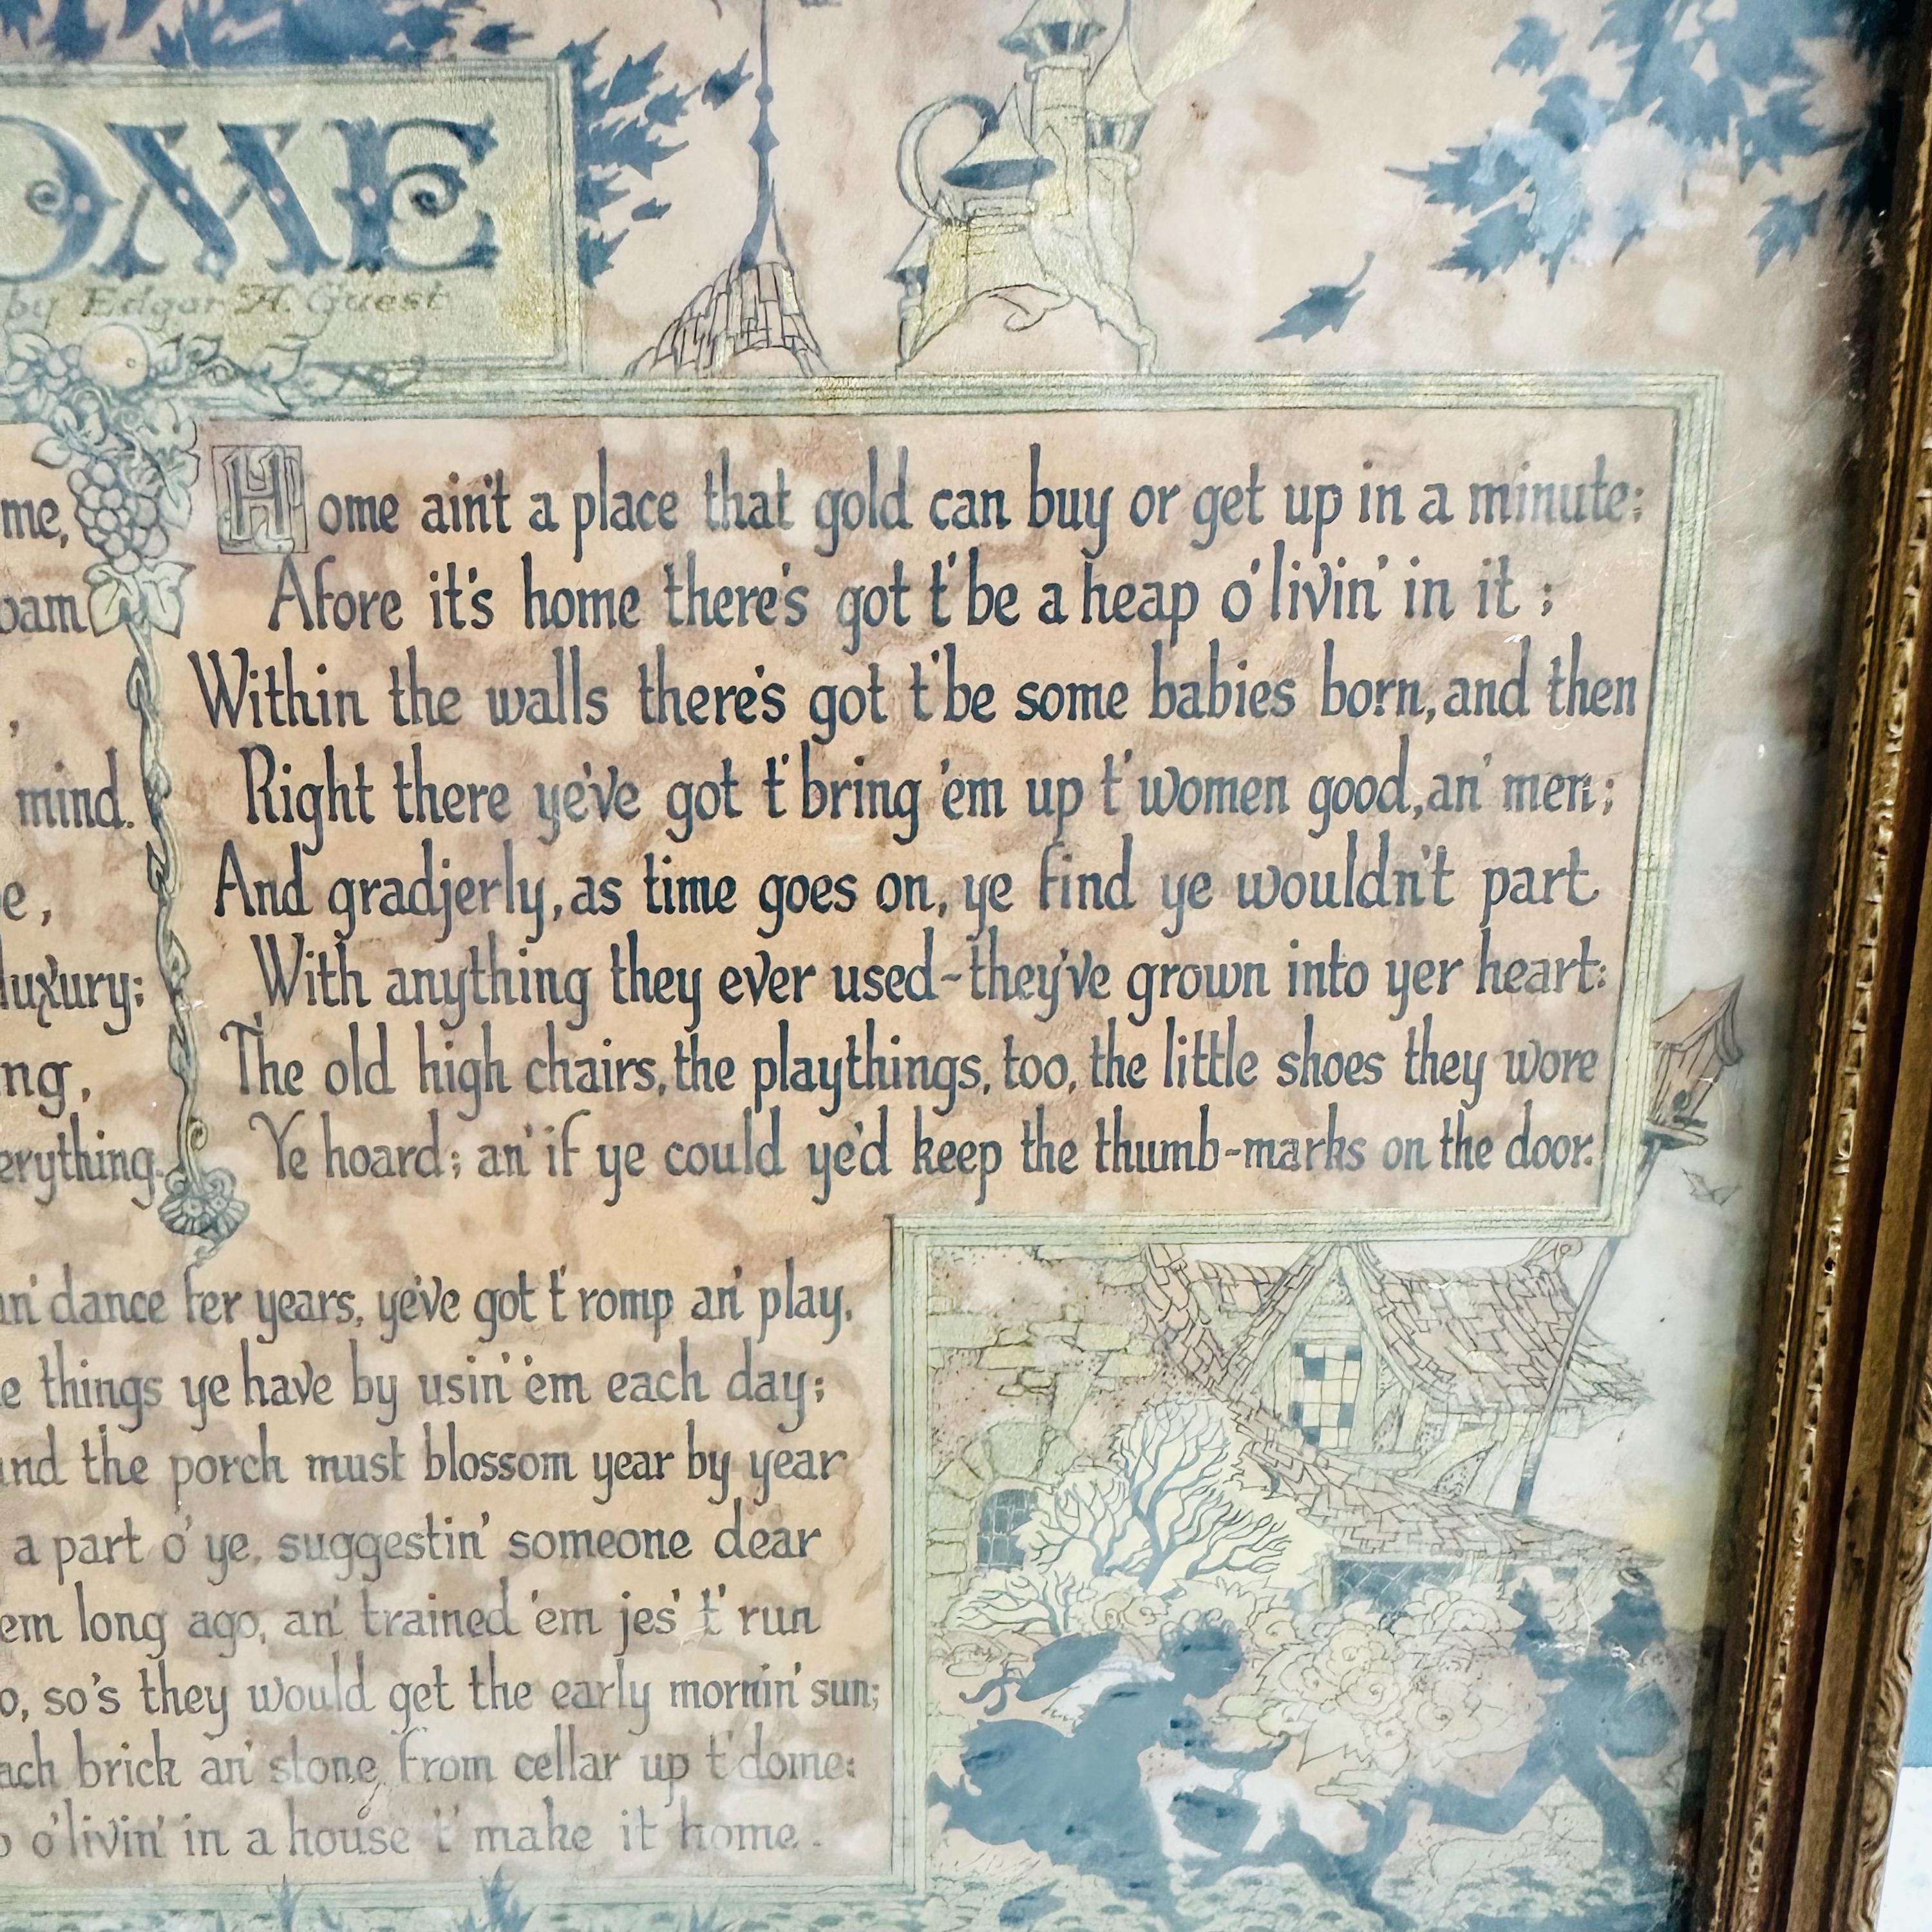 OME
by Edgar A. Guest
me,
oam
,
mind.
e,
luxury:
ng,
erything.
Home ain't a place that gold can buy or get up in a minute:
Afore it's home there's got t' be a heap o' livin' in it;
Within the walls there's got t' be some babies born, and then
Right there ye've got t' bring 'em up t' women good, an' men;
And gradjerly, as time goes on, ye find ye wouldn't part
With anything they ever used-they've grown into yer heart:
The old high chairs, the playthings, too, the little shoes they wore
Ye hoard; an' if ye could ye'd keep the thumb-marks on the door.
an' dance fer years, ye've got t' romp an' play,
e things ye have by usin' 'em each day;
und the porch must blossom year by year
a part o' ye, suggestin' someone dear
em long ago, an' trained 'em jes' t' run
o, so's they would get the early mornin' sun;
ach brick an' stone from cellar up t' dome:
o' livin' in a house t' make it home.